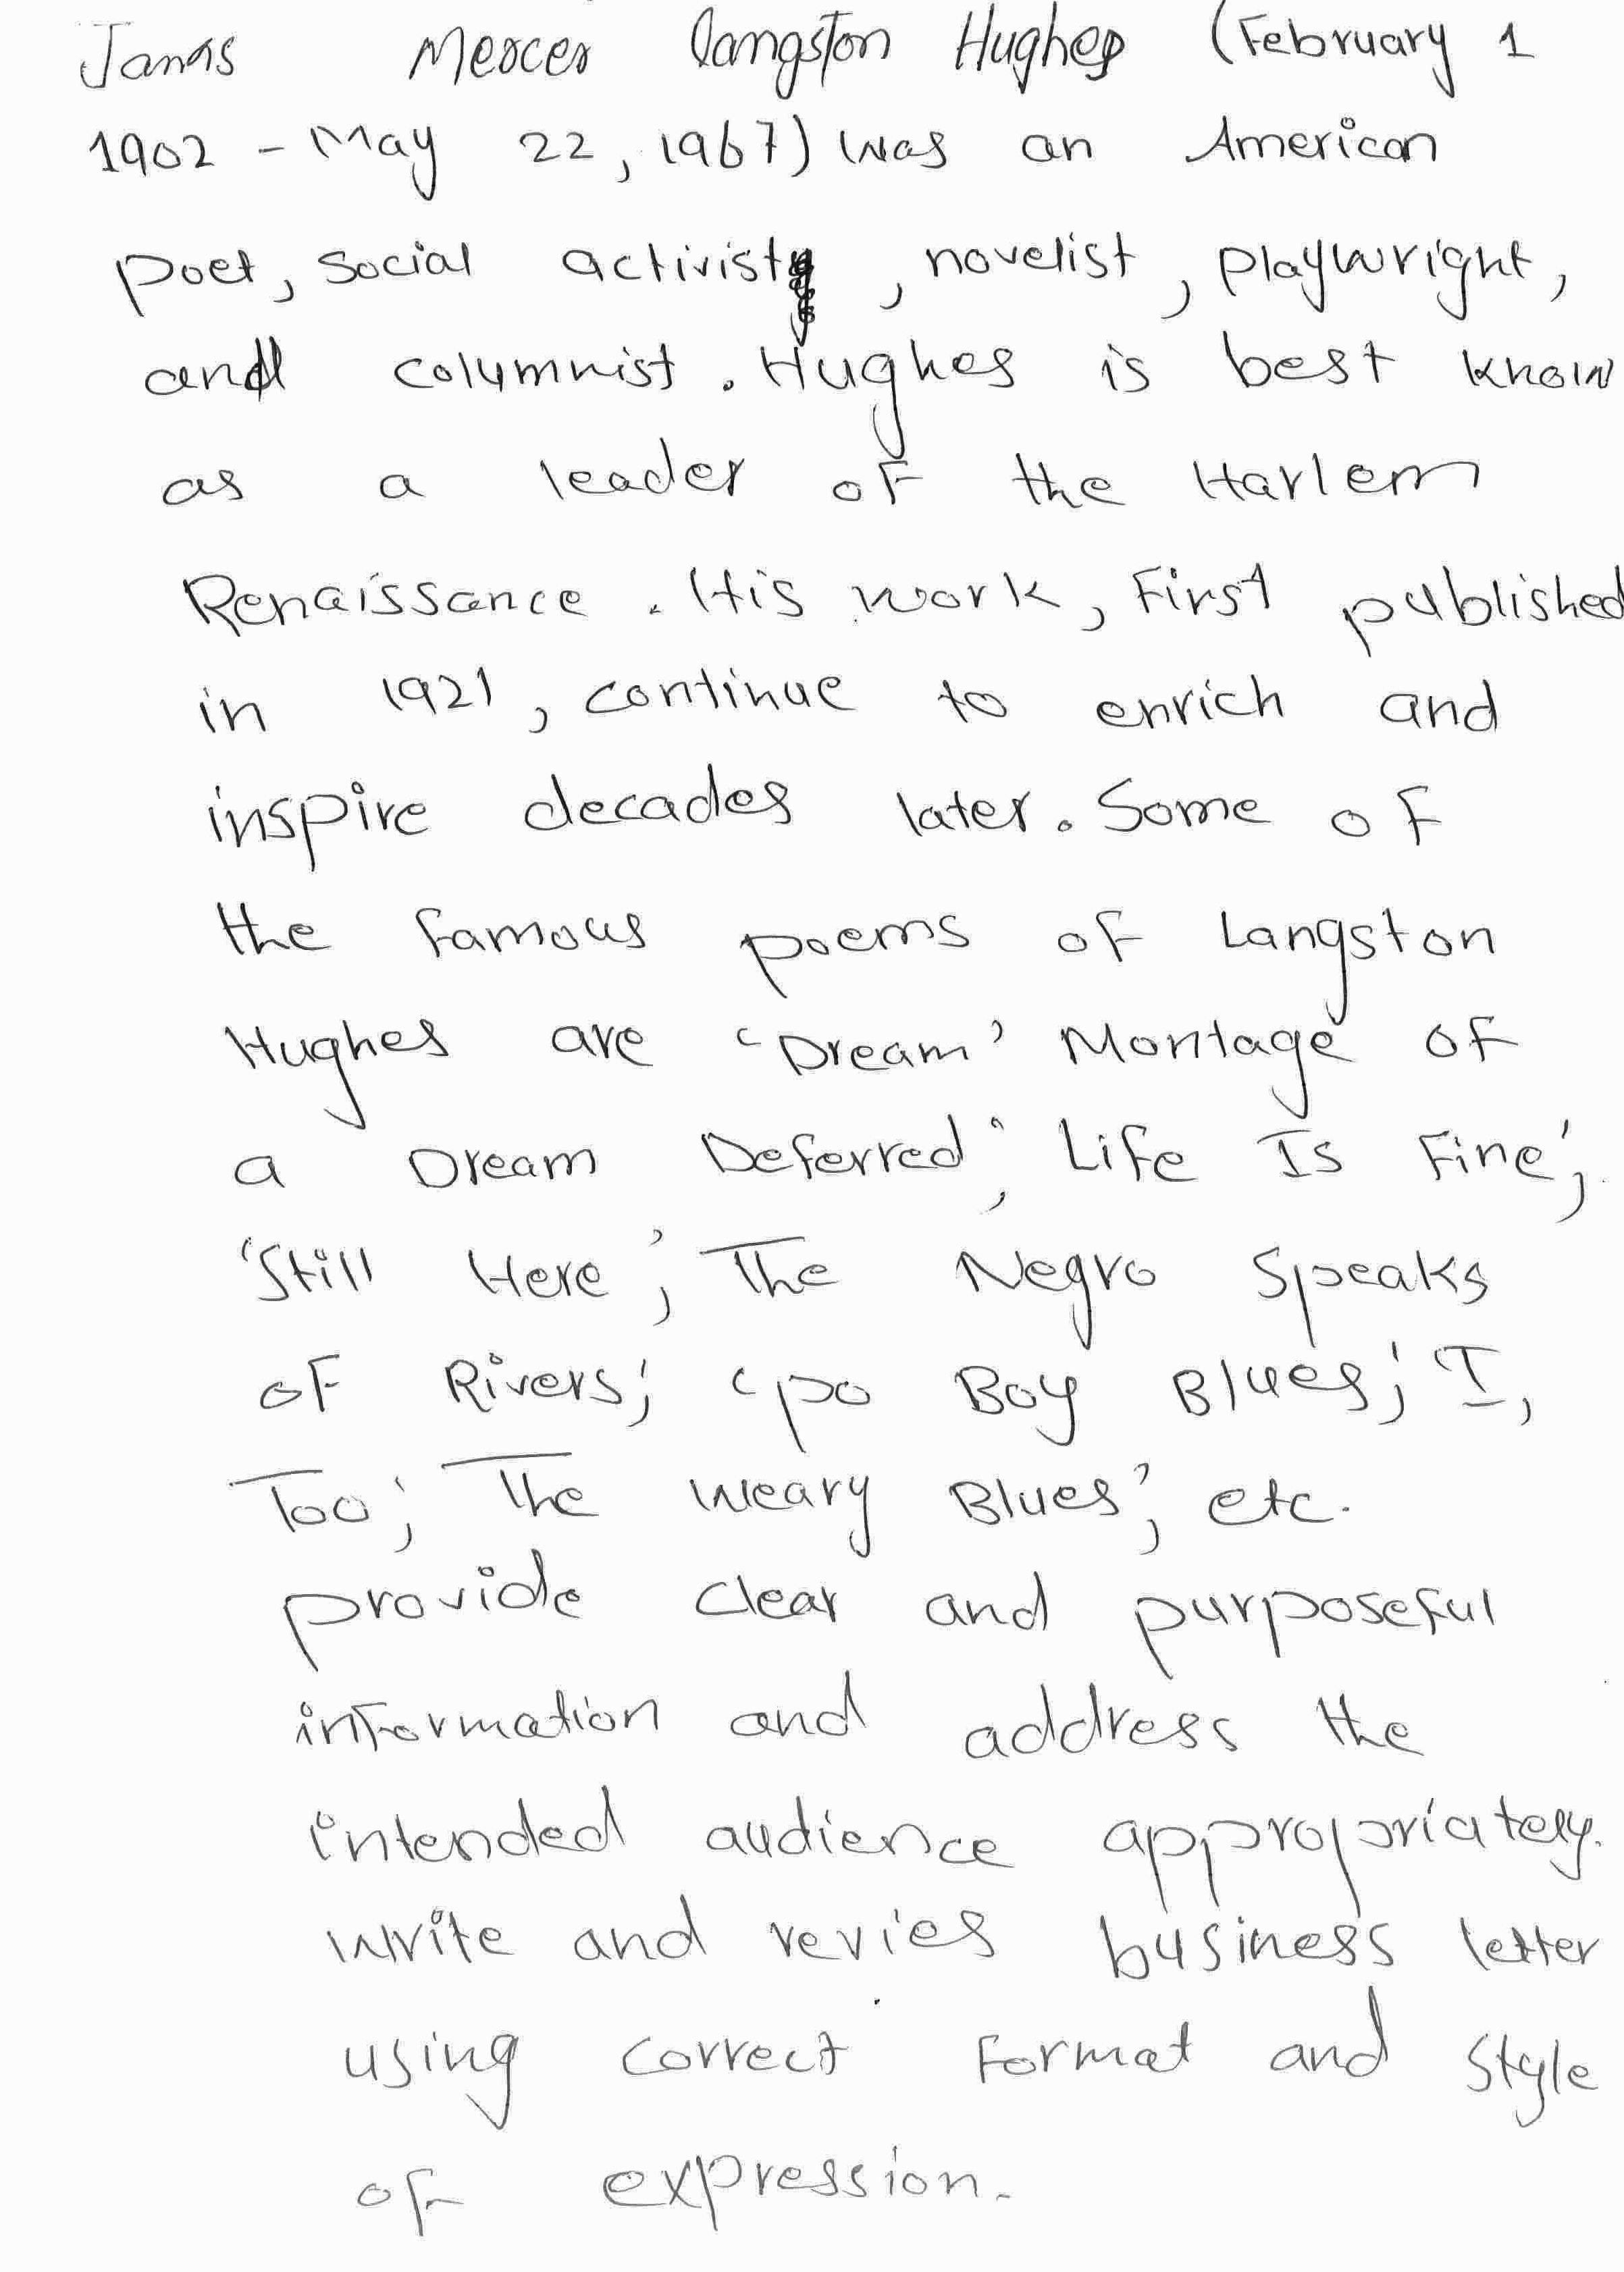 James Mercer Langston Hughes (February 1
1902 - May 22, 1967) was an American
poet, social activist, novelist, playwright,
and columnist. Hughes is best know
as a leader of the Harlem
Renaissance. His work, first published
in 1921, continue to enrich and
inspire decades later. Some of
the famous poems of Langston
Hughes are 'Dream' Montage of
a Dream Deferred', Life Is Fine',
'Still Here', The Negro Speaks
of Rivers', 'po Boy Blues', 'I,
Too', The Weary Blues', etc.
provide clear and purposeful
information and address the
intended audience appropriately.
write and revies business letter
using correct format and style
of expression.